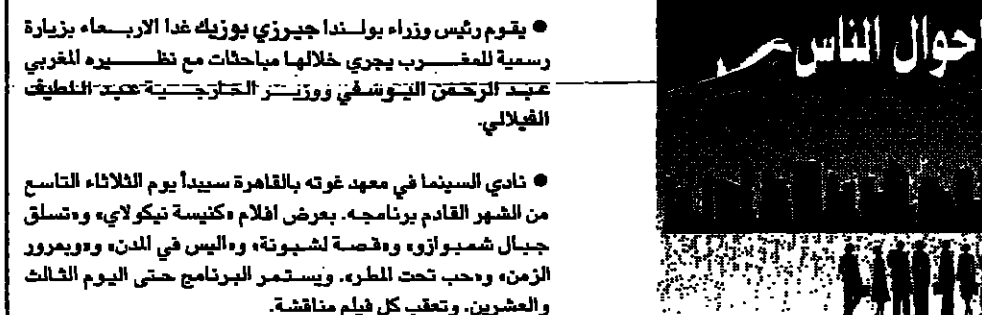 احوال الناس
● يقوم رئيس وزراء بولندا جيرزي بوزيك غدا الاربعاء بزيارة
رسمية للمغرب يجري خلالها مباحثات مع نظيره المغربي
عبد الرحمن اليوسفي ووزير الخارجية عبد اللطيف
الفيلالي.
● نادي السينما في معهد غوته بالقاهرة سيبدأ يوم الثلاثاء التاسع
من الشهر القادم برنامجه. بعرض افلام «كنيسة نيكولاي» و«تسلق
جبال شمبوازو» و«قصة لشبونة» و«اليس في المدن» و«وبمرور
الزمن» و«حب تحت المطر». ويستمر البرنامج حتى اليوم الثالث
والعشرين. وتعقب كل فيلم مناقشة.